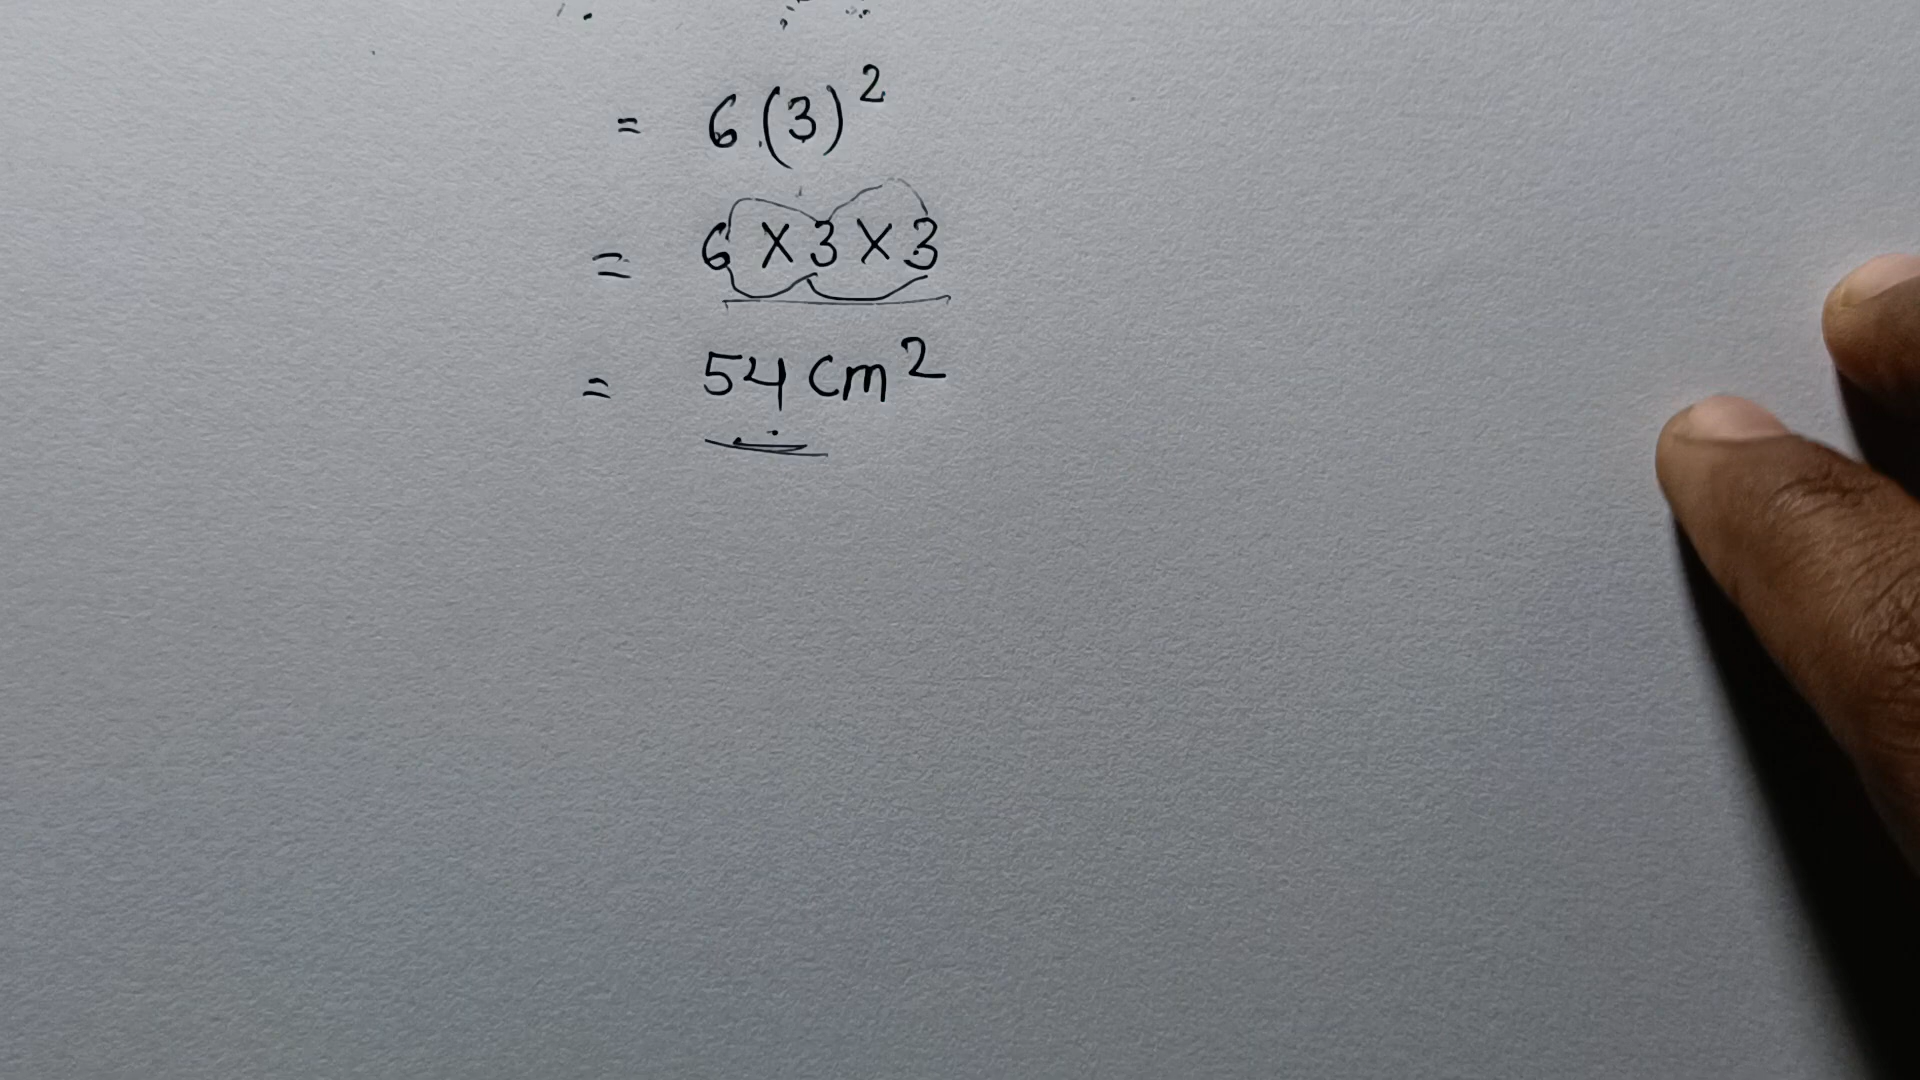 = 6(3)²
= 6 X 3 X 3
= 54 cm²